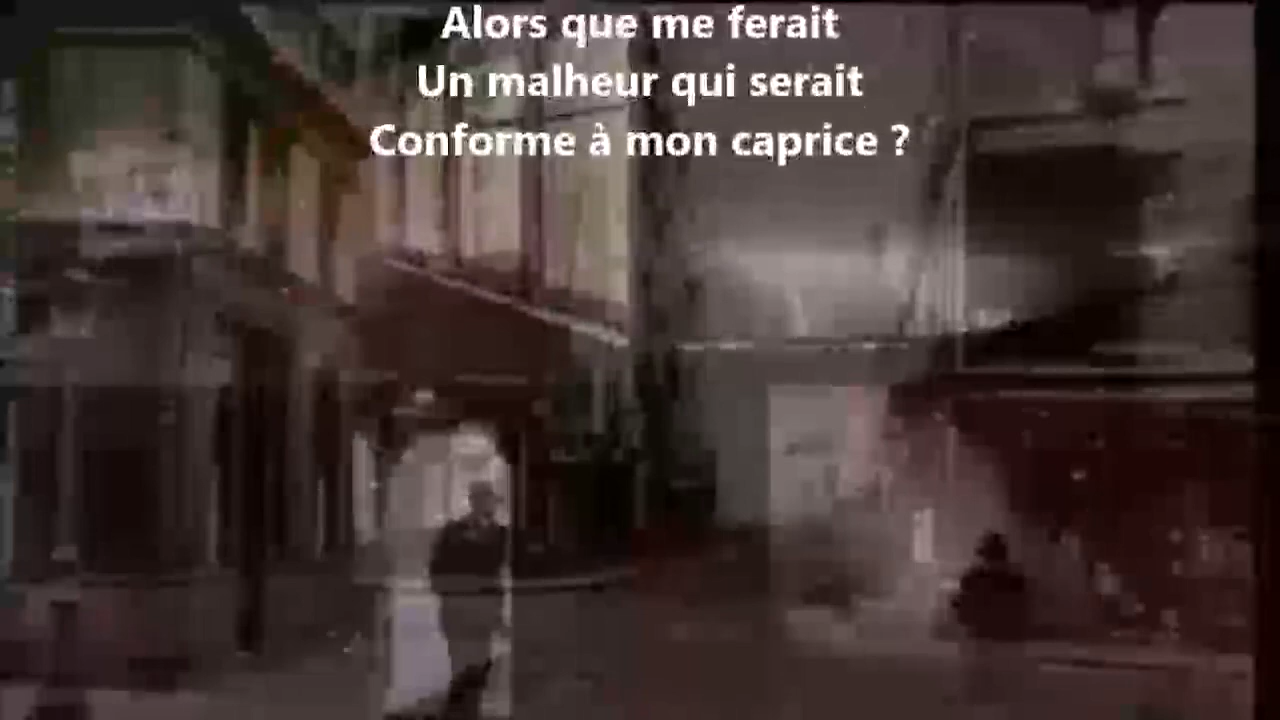 Alors que me ferait
Un malheur qui serait
Conforme à mon caprice ?